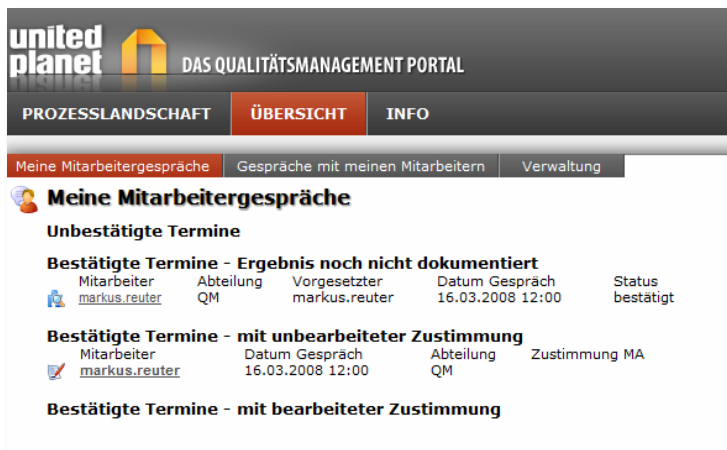 united
planet
DAS QUALITÄTSMANAGEMENT PORTAL
PROZESSLANDSCHAFT ÜBERSICHT INFO
Meine Mitarbeitergespräche Gespräche mit meinen Mitarbeitern Verwaltung
Meine Mitarbeitergespräche
Unbestätigte Termine
Bestätigte Termine - Ergebnis noch nicht dokumentiert
Mitarbeiter Abteilung Vorgesetzter Datum Gespräch Status
markus.reuter QM markus.reuter 16.03.2008 12:00 bestätigt
Bestätigte Termine - mit unbearbeiteter Zustimmung
Mitarbeiter Datum Gespräch Abteilung Zustimmung MA
markus.reuter 16.03.2008 12:00 QM
Bestätigte Termine - mit bearbeiteter Zustimmung